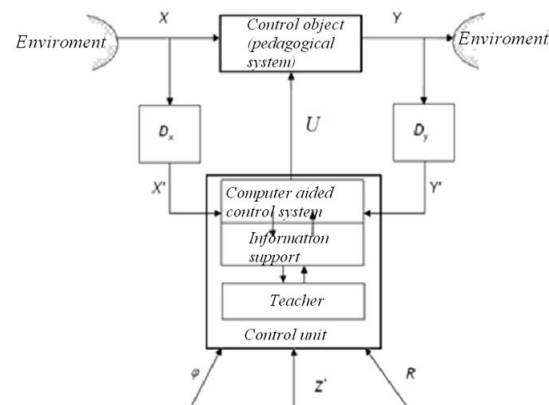 X
Control object
(pedagogical
system)
Y
Enviroment
Enviroment
U
Dx
Dy
X'
Y'
Computer aided
control system
Information
support
Teacher
Control unit
φ
Z'
R